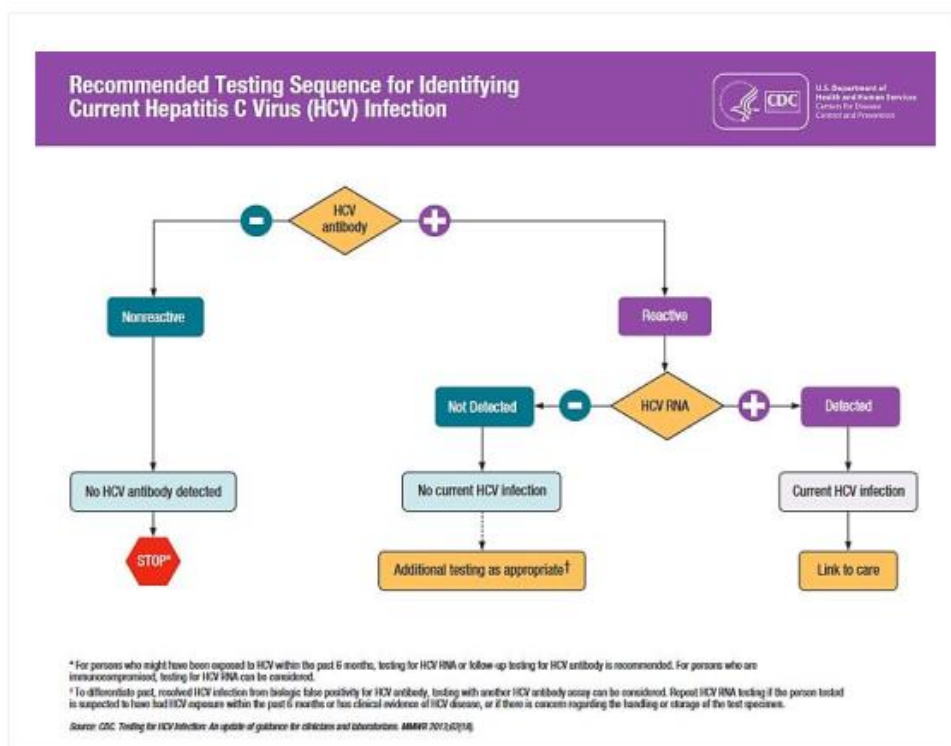 Recommended Testing Sequence for Identifying
Current Hepatitis C Virus (HCV) Infection
CDC
U.S. Department of
Health and Human Services
Centers for Disease
Control and Prevention
HCV
antibody
Nonreactive
Reactive
Not Detected
HCV RNA
Detected
No HCV antibody detected
No current HCV infection
Current HCV infection
STOP*
Additional testing as appropriate†
Link to care
* For persons who might have been exposed to HCV within the past 6 months, testing for HCV RNA or follow-up testing for HCV antibody is recommended. For persons who are
immunocompromised, testing for HCV RNA can be considered.
† To differentiate past, resolved HCV infection from biologic false positivity for HCV antibody, testing with another HCV antibody assay can be considered. Repeat HCV RNA testing if the person tested
is suspected to have had HCV exposure within the past 6 months or has clinical evidence of HCV disease, or if there is concern regarding the handling or storage of the test specimen.
Source: CDC. Testing for HCV infection: An update of guidance for clinicians and laboratorians. MMWR 2013;62(18).